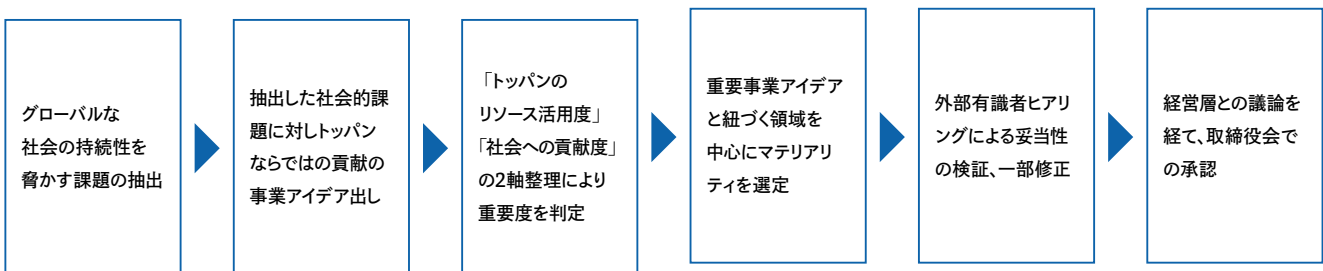 グローバルな
社会の持続性を
脅かす課題の抽出
抽出した社会的課
題に対しトッパン
ならではの貢献の
事業アイデア出し
「トッパンの
リソース活用度」
「社会への貢献度」
の2軸整理により
重要度を判定
重要事業アイデア
と紐づく領域を
中心にマテリアリ
ティを選定
外部有識者ヒアリ
ングによる妥当性
の検証、一部修正
経営層との議論を
経て、取締役会で
の承認